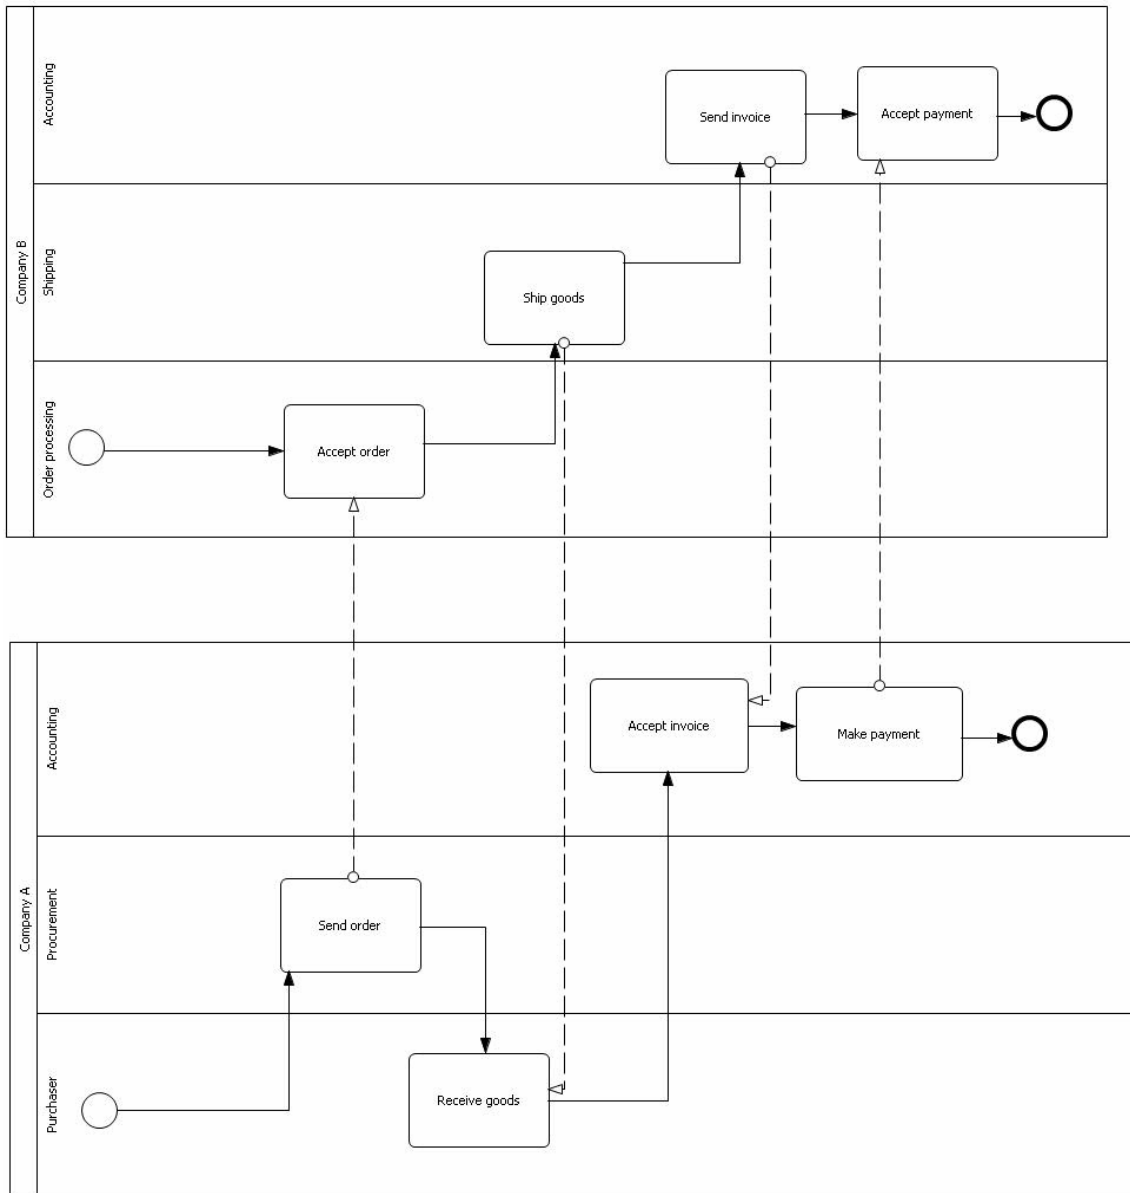 Company B
Accounting
Send invoice
Accept payment
Shipping
Ship goods
Order processing
Accept order
Company A
Accounting
Accept invoice
Make payment
Procurement
Send order
Purchaser
Receive goods